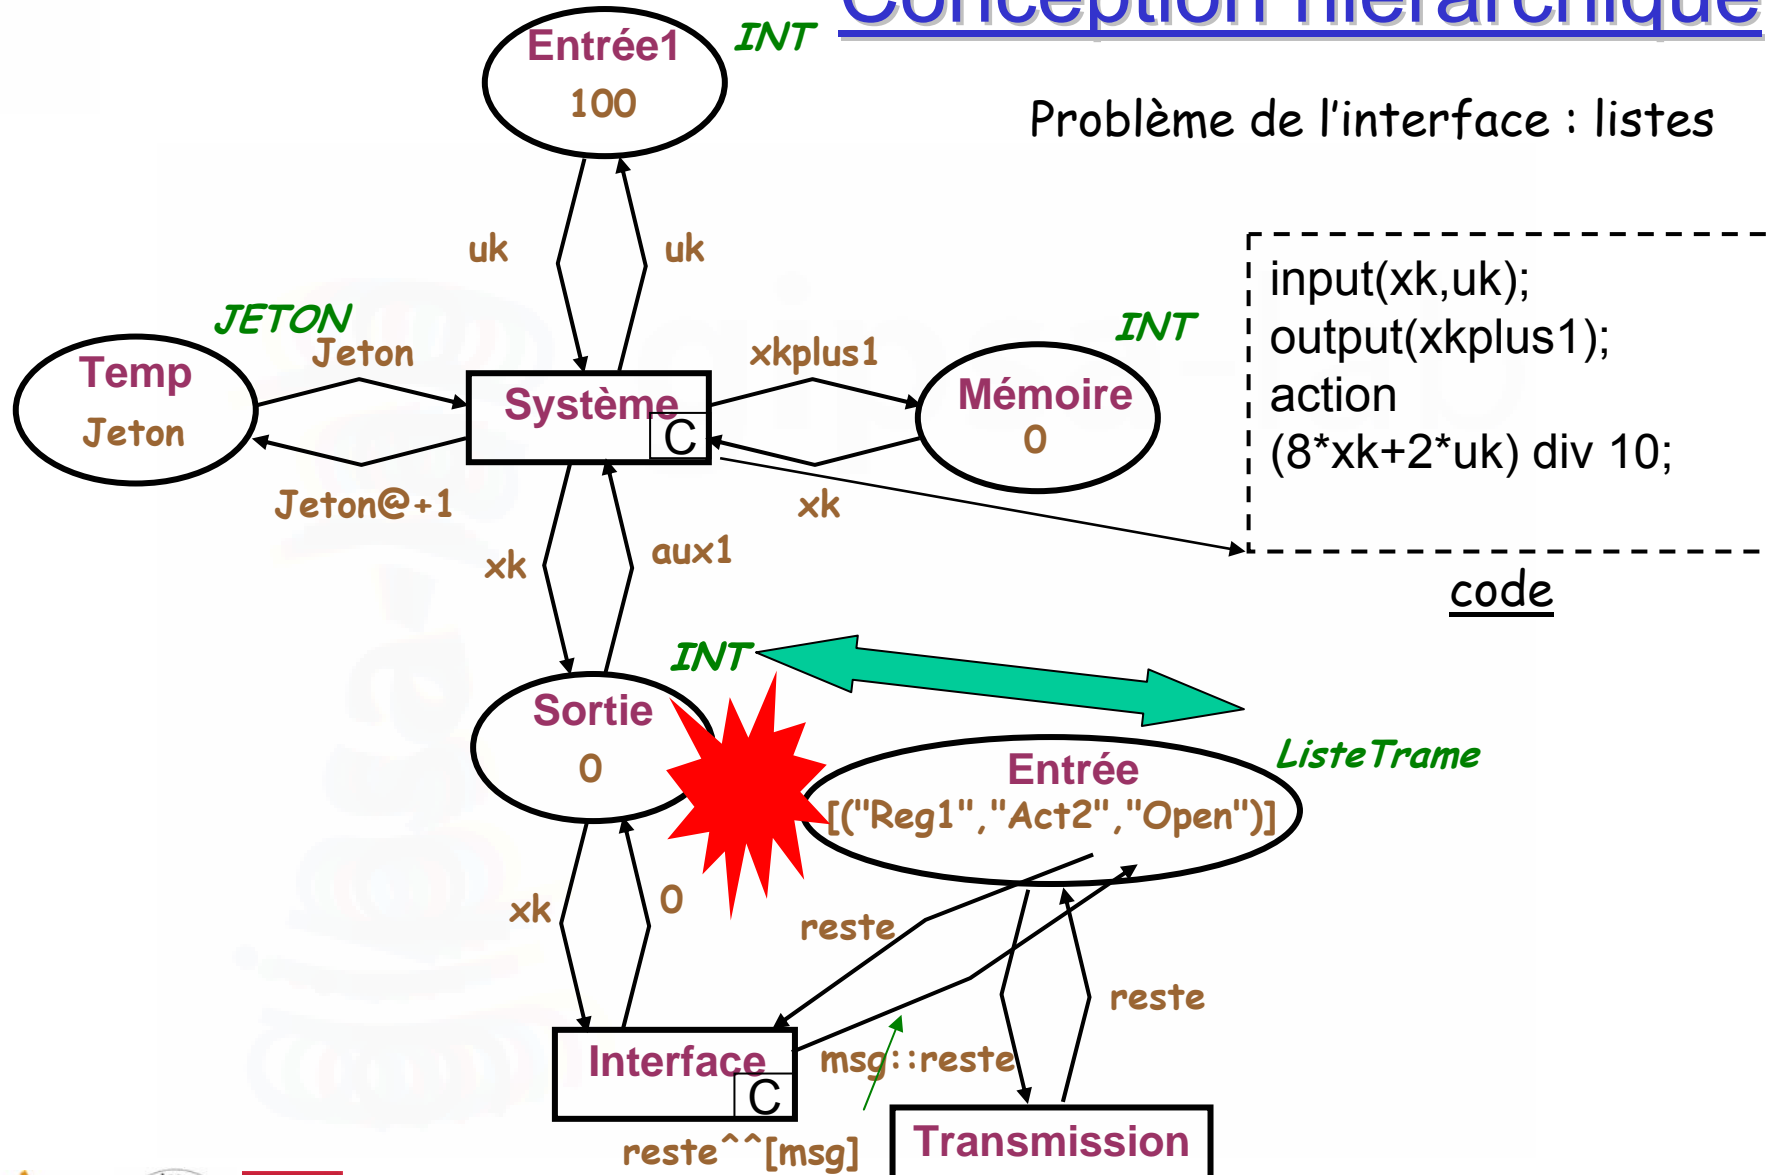 Conception hiérarchique
Entrée1
INT
100
Problème de l'interface : listes
uk
uk
JETON
Jeton
Temp
Jeton
Jeton@+1
Système
C
xkplus1
INT
Mémoire
0
xk
input(xk,uk);
output(xkplus1);
action
(8*xk+2*uk) div 10;
code
xk
aux1
INT
Sortie
0
ListeTrame
Entrée
[("Reg1","Act2","Open")]
xk
0
reste
reste
Interface
C
msg::reste
reste^^[msg]
Transmission